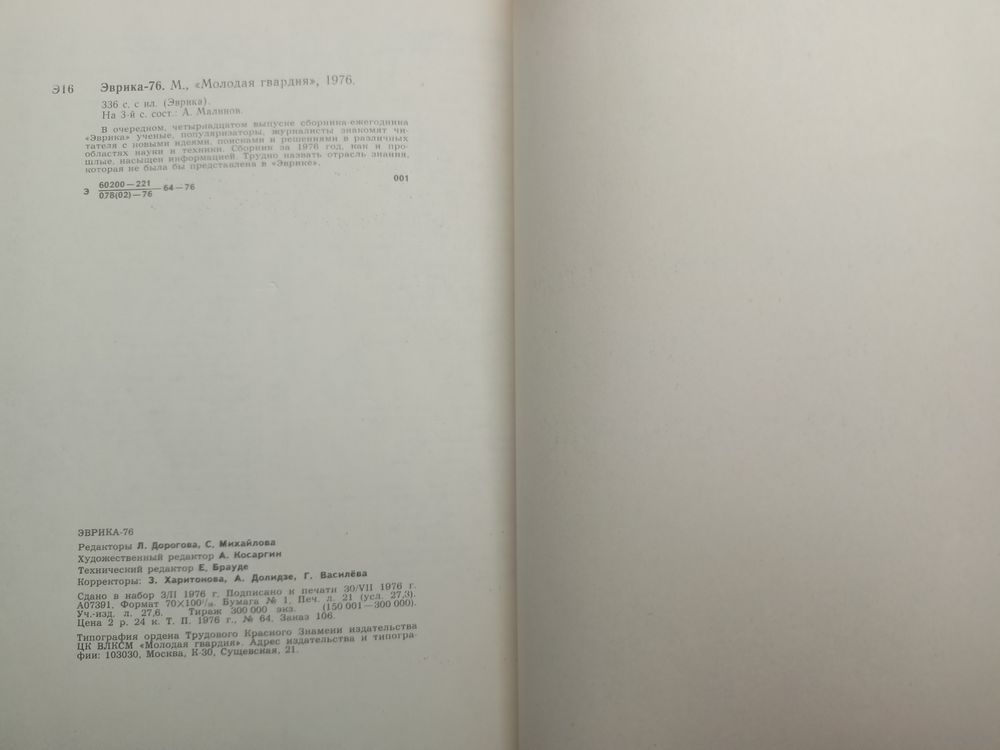 Э16 Эврика-76. М., «Молодая гвардия», 1976.
336 с. с ил. (Эврика).
На 3-й с. сост.: А. Малинов.
В очередном, четырнадцатом выпуске сборника-ежегодника
«Эврика» ученые, популяризаторы, журналисты знакомят чи-
тателя с новыми идеями, поисками и решениями в различных
областях науки и техники. Сборник за 1976 год, как и про-
шлые, насыщен информацией. Трудно назвать отрасль знания,
которая не была бы представлена в «Эврике».
Э 60200—221
078(02)—76 —64—76
001
ЭВРИКА-76
Редакторы Л. Дорогова, С. Михайлова
Художественный редактор А. Косаргин
Технический редактор Е. Брауде
Корректоры: З. Харитонова, А. Долидзе, Г. Василёва
Сдано в набор 3/II 1976 г. Подписано к печати 30/VII 1976 г.
А07391. Формат 70×100¹/₃₂. Бумага № 1. Печ. л. 21 (усл. 27,3).
Уч.-изд. л. 27,6. Тираж 300 000 экз. (150 001—300 000).
Цена 2 р. 24 к. Т. П. 1976 г., № 64. Заказ 106.
Типография ордена Трудового Красного Знамени издательства
ЦК ВЛКСМ «Молодая гвардия». Адрес издательства и типогра-
фии: 103030, Москва, К-30, Сущевская, 21.